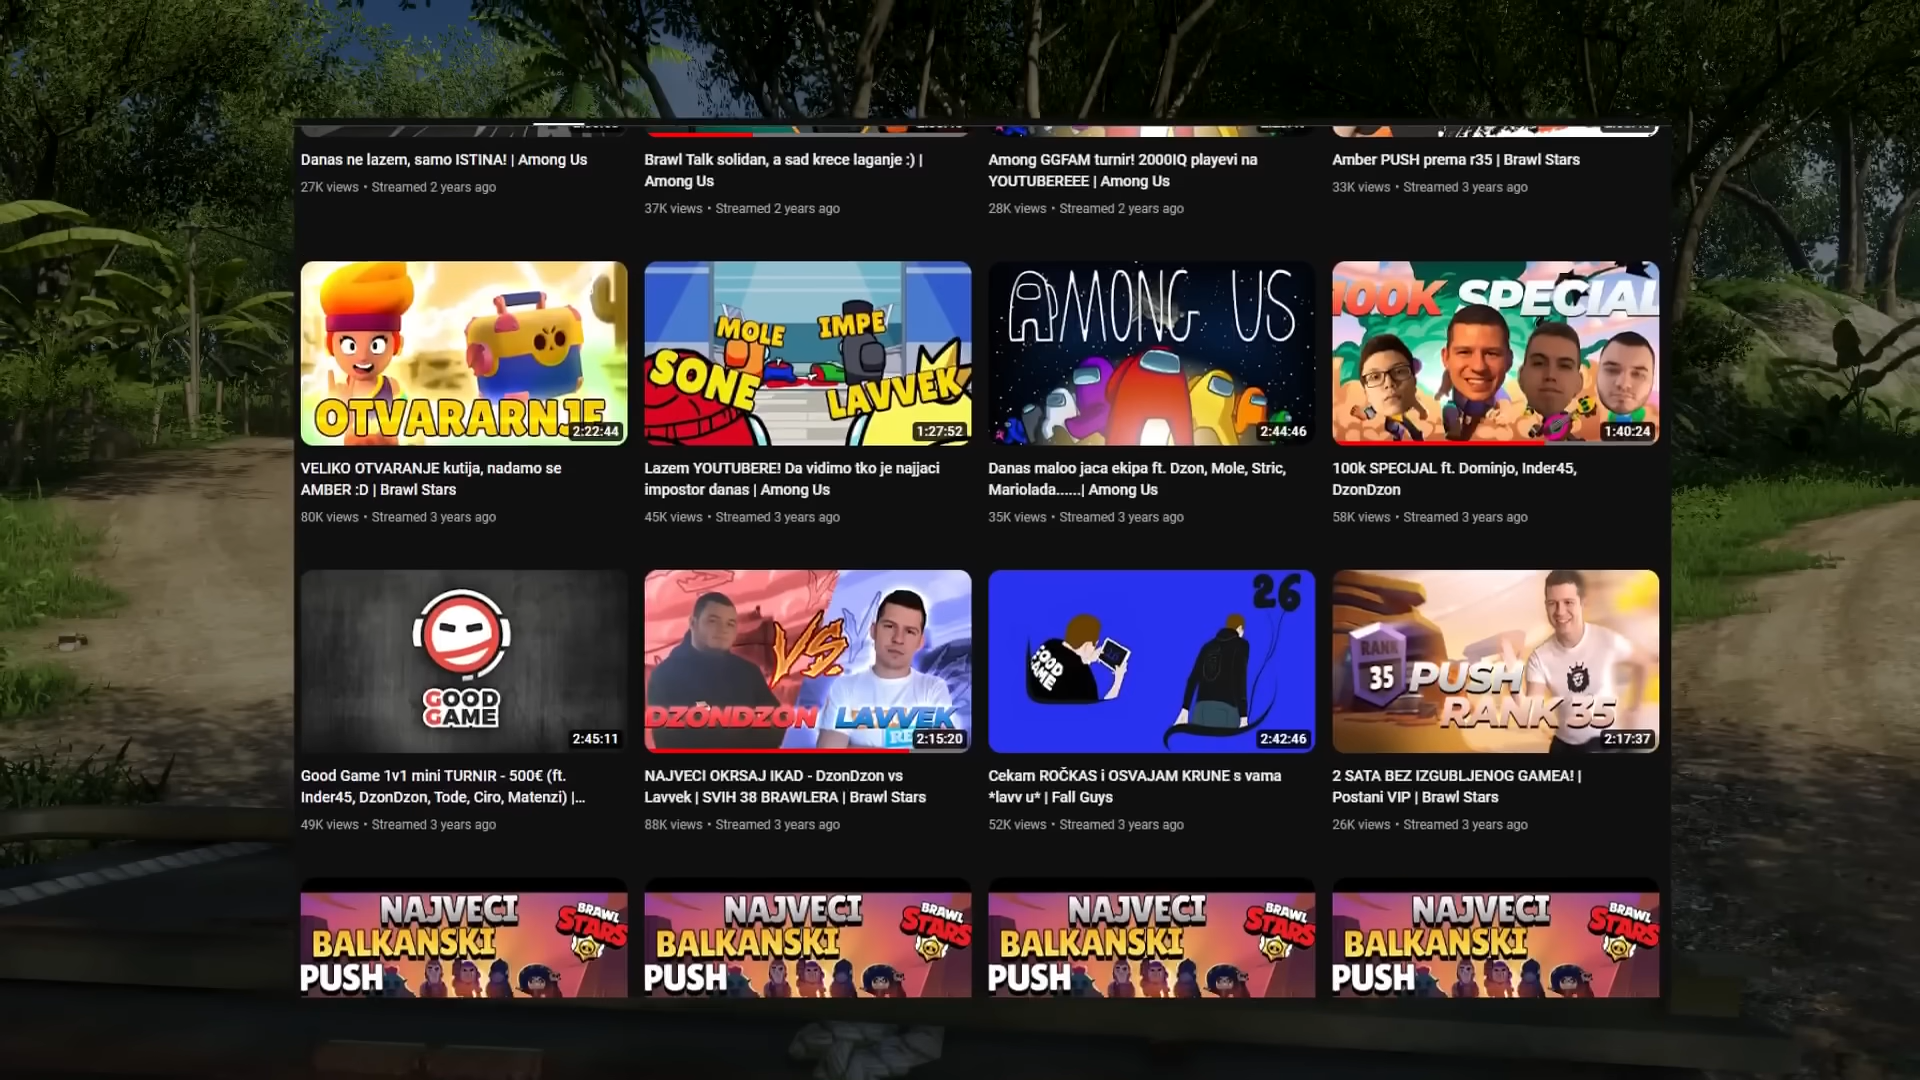 Danas ne lazem, samo ISTINA! | Among Us
27K views • Streamed 2 years ago
Brawl Talk solidan, a sad krece laganje :) |
Among Us
37K views • Streamed 2 years ago
Among GGFAM turnir! 2000IQ playevi na
YOUTUBEREEE | Among Us
28K views • Streamed 2 years ago
Amber PUSH prema r35 | Brawl Stars
33K views • Streamed 3 years ago
OTVARARNJE
2:22:44
VELIKO OTVARANJE kutija, nadamo se
AMBER :D | Brawl Stars
80K views • Streamed 3 years ago
MOLE
IMPE
SONE
LAVVEK
1:27:52
Lazem YOUTUBERE! Da vidimo tko je najjaci
impostor danas | Among Us
45K views • Streamed 3 years ago
AMONG US
2:44:46
Danas maloo jaca ekipa ft. Dzon, Mole, Stric,
Mariolada......| Among Us
35K views • Streamed 3 years ago
100K SPECIAL
1:40:24
100k SPECIJAL ft. Dominjo, Inder45,
DzonDzon
58K views • Streamed 3 years ago
GOOD
GAME
2:45:11
Good Game 1v1 mini TURNIR - 500€ (ft.
Inder45, DzonDzon, Tode, Ciro, Matenzi) |...
49K views • Streamed 3 years ago
VS
DZONDZON
LAVVEK
RE
2:15:20
NAJVECI OKRSAJ IKAD - DzonDzon vs
Lavvek | SVIH 38 BRAWLERA | Brawl Stars
88K views • Streamed 3 years ago
26
GOOD
GAME
2:42:46
Cekam ROČKAS i OSVAJAM KRUNE s vama
*lavv u* | Fall Guys
52K views • Streamed 3 years ago
RANK
35
PUSH
RANK 35
2:17:37
2 SATA BEZ IZGUBLJENOG GAMEA! |
Postani VIP | Brawl Stars
26K views • Streamed 3 years ago
NAJVECI
BALKANSKI
PUSH
BRAWL
STARS
NAJVECI
BALKANSKI
PUSH
BRAWL
STARS
NAJVECI
BALKANSKI
PUSH
BRAWL
STARS
NAJVECI
BALKANSKI
PUSH
BRAWL
STARS